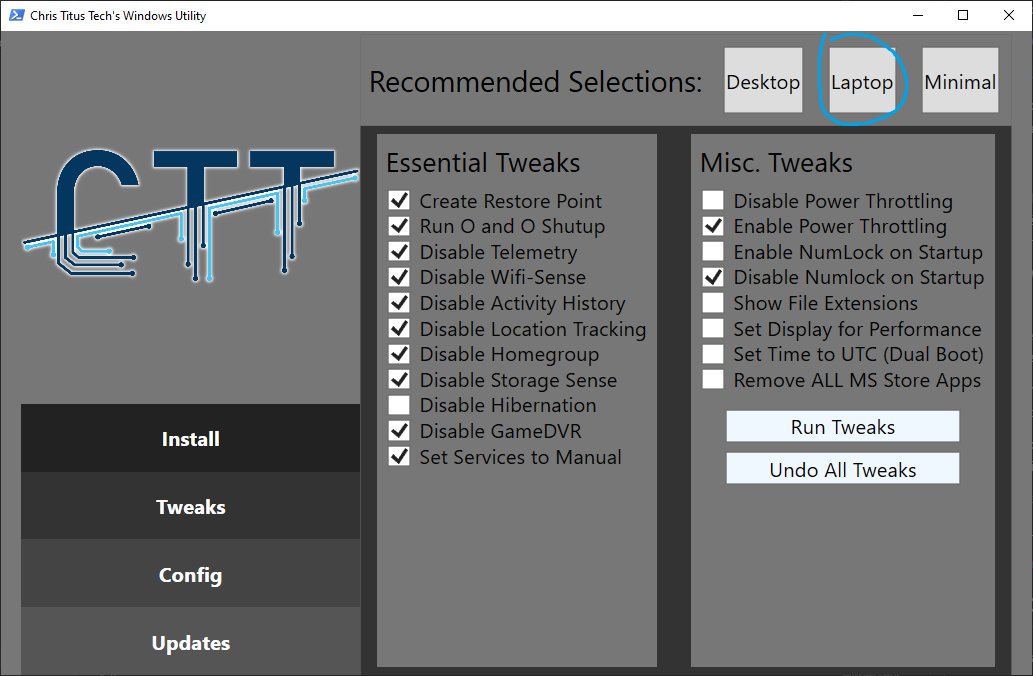 Chris Titus Tech's Windows Utility
Recommended Selections: Desktop Laptop Minimal
CTT
Install
Tweaks
Config
Updates
Essential Tweaks
Create Restore Point
Run O and O Shutup
Disable Telemetry
Disable Wifi-Sense
Disable Activity History
Disable Location Tracking
Disable Homegroup
Disable Storage Sense
Disable Hibernation
Disable GameDVR
Set Services to Manual
Misc. Tweaks
Disable Power Throttling
Enable Power Throttling
Enable NumLock on Startup
Disable Numlock on Startup
Show File Extensions
Set Display for Performance
Set Time to UTC (Dual Boot)
Remove ALL MS Store Apps
Run Tweaks
Undo All Tweaks